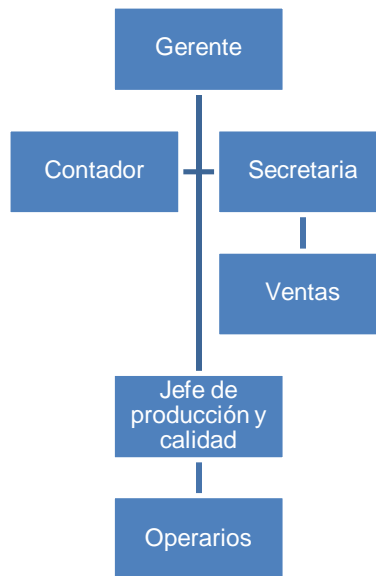 Gerente
Contador
Secretaria
Ventas
Jefe de
producción y
calidad
Operarios